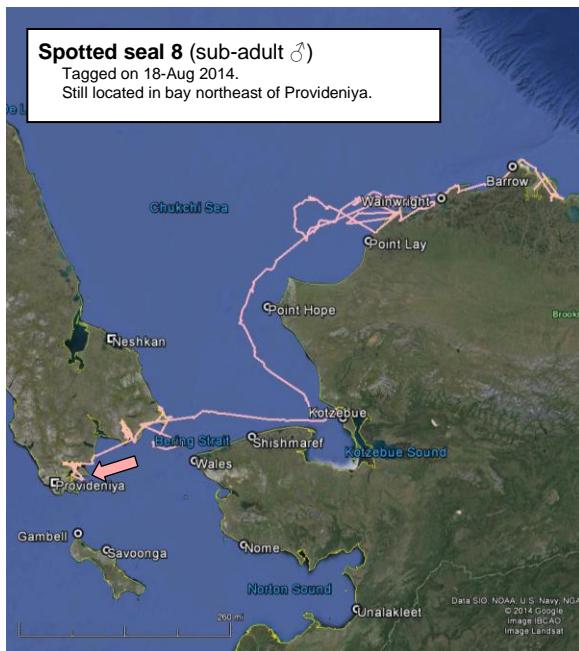 Spotted seal 8 (sub-adult ♂)
Tagged on 18-Aug 2014.
Still located in bay northeast of Provideniya.
Barrow
Wainwright
Chukchi Sea
Point Lay
Point Hope
Brooks
Neshkan
Kotzebue
Bering Strait
Shishmaref
Kotzebue Sound
Wales
Provideniya
Gambell
Savoonga
Nome
Norton Sound
Unalakleet
260 mi
Data SIO, NOAA, U.S. Navy, NGA
© 2014 Google
Image IBCAO
Image Landsat